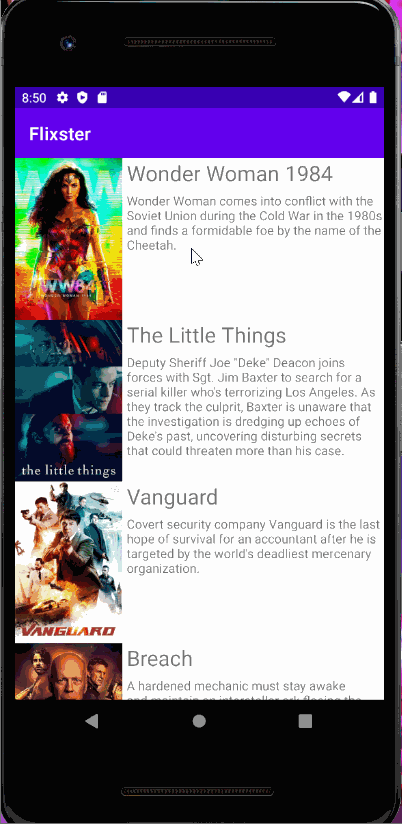 8:50
Flixster
Wonder Woman 1984
Wonder Woman comes into conflict with the
Soviet Union during the Cold War in the 1980s
and finds a formidable foe by the name of the
Cheetah.
WW84
The Little Things
Deputy Sheriff Joe "Deke" Deacon joins
forces with Sgt. Jim Baxter to search for a
serial killer who's terrorizing Los Angeles. As
they track the culprit, Baxter is unaware that
the investigation is dredging up echoes of
Deke's past, uncovering disturbing secrets
that could threaten more than his case.
the little things
Vanguard
Covert security company Vanguard is the last
hope of survival for an accountant after he is
targeted by the world's deadliest mercenary
organization.
VANGUARD
Breach
A hardened mechanic must stay awake